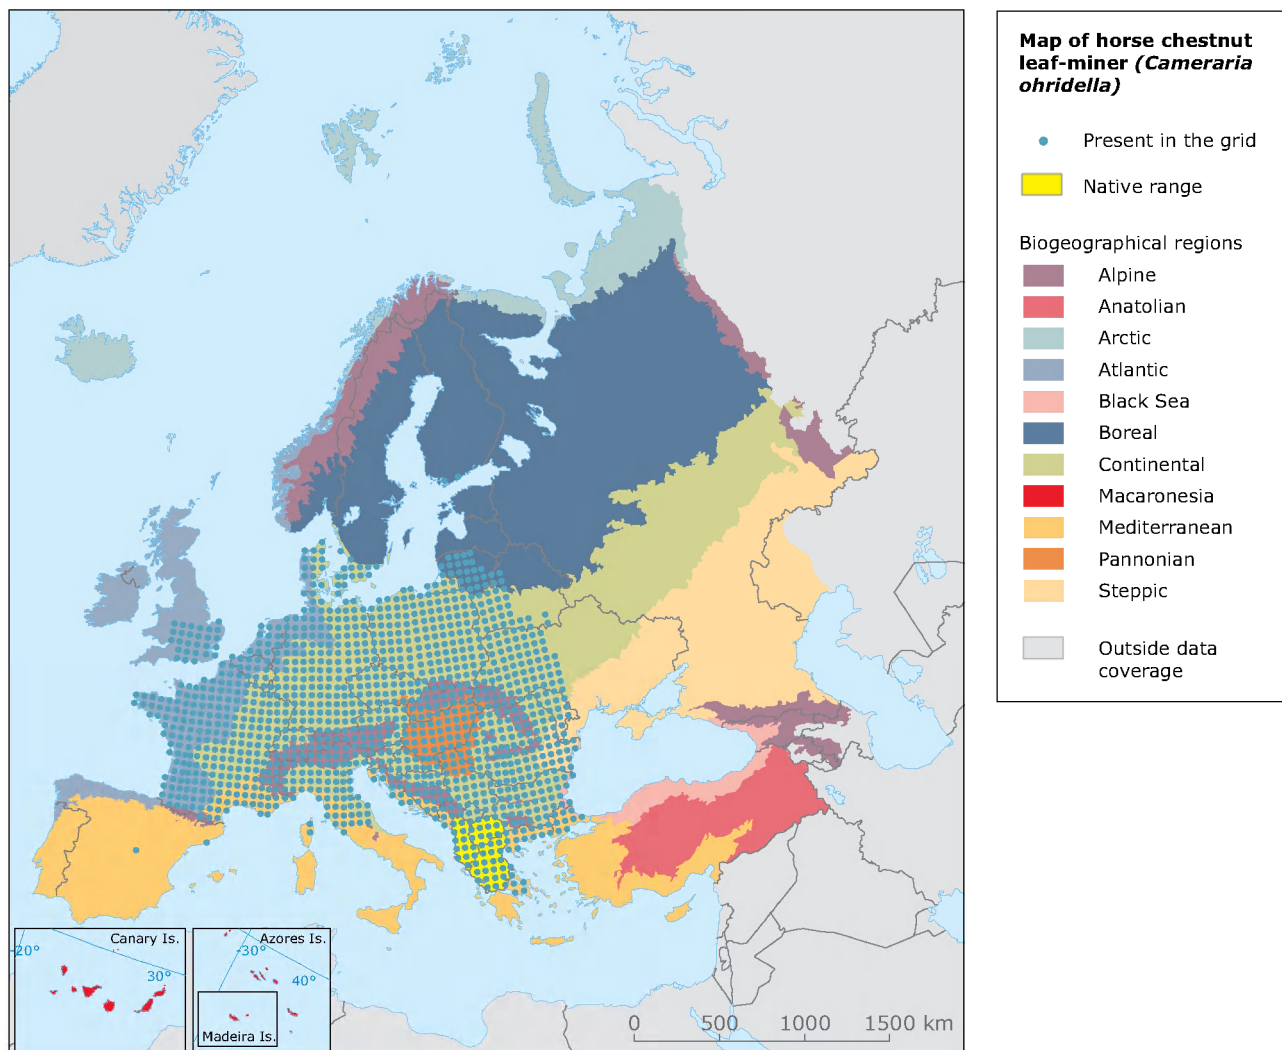 Map of horse chestnut
leaf-miner (Cameraria
ohridella)
Present in the grid
Native range
Biogeographical regions
Alpine
Anatolian
Arctic
Atlantic
Black Sea
Boreal
Continental
Macaronesia
Mediterranean
Pannonian
Steppic
Outside data
coverage
Canary Is.
-20°
30°
Azores Is.
-30°
40°
Madeira Is.
0 500 1000 1500 km